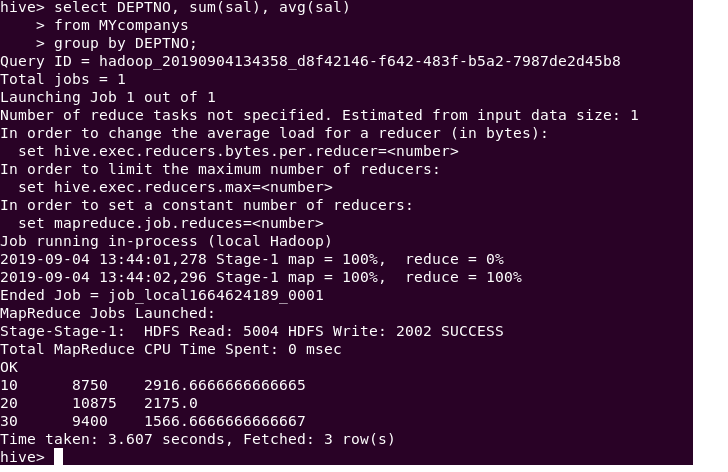 hive> select DEPTNO, sum(sal), avg(sal)
    > from MYcompanys
    > group by DEPTNO;
Query ID = hadoop_20190904134358_d8f42146-f642-483f-b5a2-7987de2d45b8
Total jobs = 1
Launching Job 1 out of 1
Number of reduce tasks not specified. Estimated from input data size: 1
In order to change the average load for a reducer (in bytes):
  set hive.exec.reducers.bytes.per.reducer=<number>
In order to limit the maximum number of reducers:
  set hive.exec.reducers.max=<number>
In order to set a constant number of reducers:
  set mapreduce.job.reduces=<number>
Job running in-process (local Hadoop)
2019-09-04 13:44:01,278 Stage-1 map = 100%,  reduce = 0%
2019-09-04 13:44:02,296 Stage-1 map = 100%,  reduce = 100%
Ended Job = job_local1664624189_0001
MapReduce Jobs Launched:
Stage-Stage-1:  HDFS Read: 5004 HDFS Write: 2002 SUCCESS
Total MapReduce CPU Time Spent: 0 msec
OK
10      8750    2916.6666666666665
20      10875   2175.0
30      9400    1566.6666666666667
Time taken: 3.607 seconds, Fetched: 3 row(s)
hive>